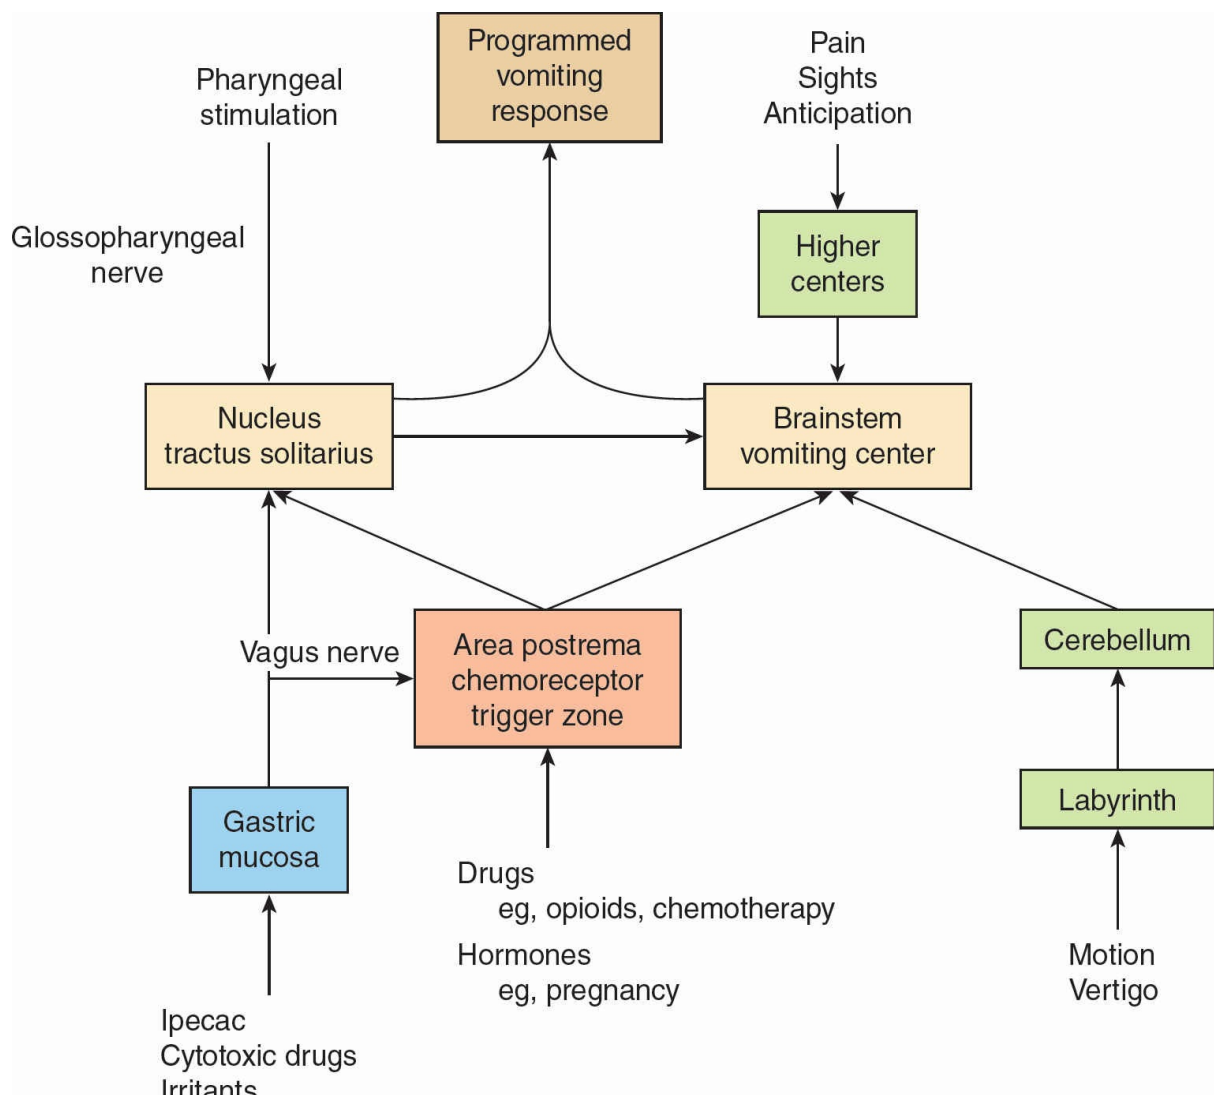 Programmed
vomiting
response
Pain
Sights
Anticipation
Pharyngeal
stimulation
Glossopharyngeal
nerve
Higher
centers
Nucleus
tractus solitarius
Brainstem
vomiting center
Vagus nerve
Area postrema
chemoreceptor
trigger zone
Cerebellum
Labyrinth
Gastric
mucosa
Drugs
eg, opioids, chemotherapy
Hormones
eg, pregnancy
Motion
Vertigo
Ipecac
Cytotoxic drugs
Irritants